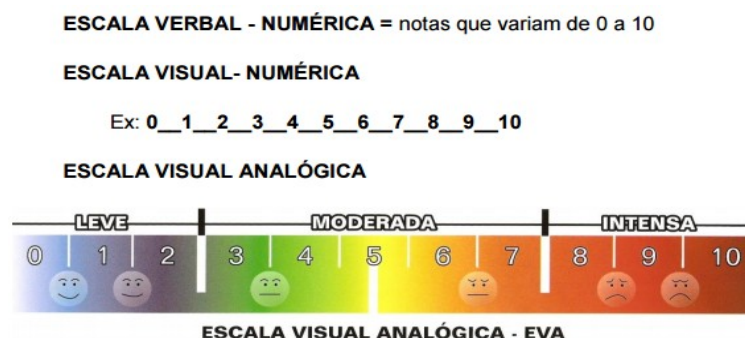 ESCALA VERBAL - NUMÉRICA = notas que variam de 0 a 10
ESCALA VISUAL- NUMÉRICA
Ex: 0__1__2__3__4__5__6__7__8__9__10
ESCALA VISUAL ANALÓGICA
LEVE MODERADA INTENSA
0 1 2 3 4 5 6 7 8 9 10
ESCALA VISUAL ANALÓGICA - EVA